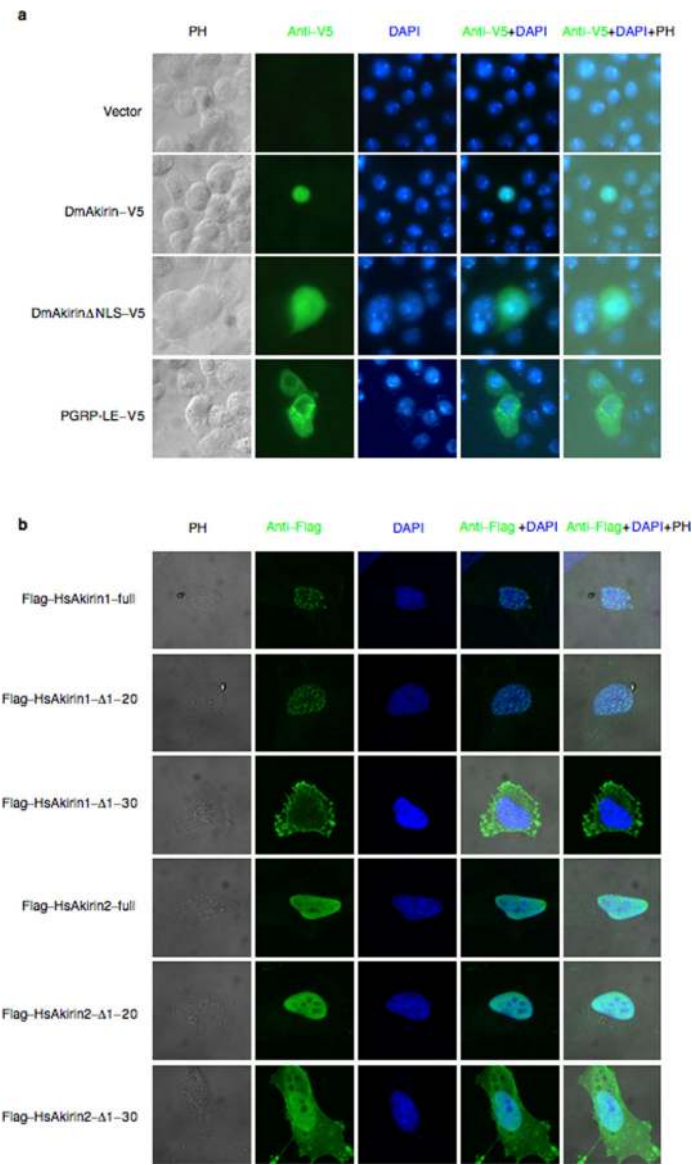 a
PH Anti–V5 DAPI Anti–V5+DAPI Anti–V5+DAPI+PH
Vector
DmAkirin–V5
DmAkirinΔNLS–V5
PGRP-LE–V5
b
PH Anti–Flag DAPI Anti–Flag +DAPI Anti–Flag+DAPI+PH
Flag–HsAkirin1–full
Flag–HsAkirin1–Δ1–20
Flag–HsAkirin1–Δ1–30
Flag–HsAkirin2–full
Flag–HsAkirin2–Δ1–20
Flag–HsAkirin2–Δ1–30